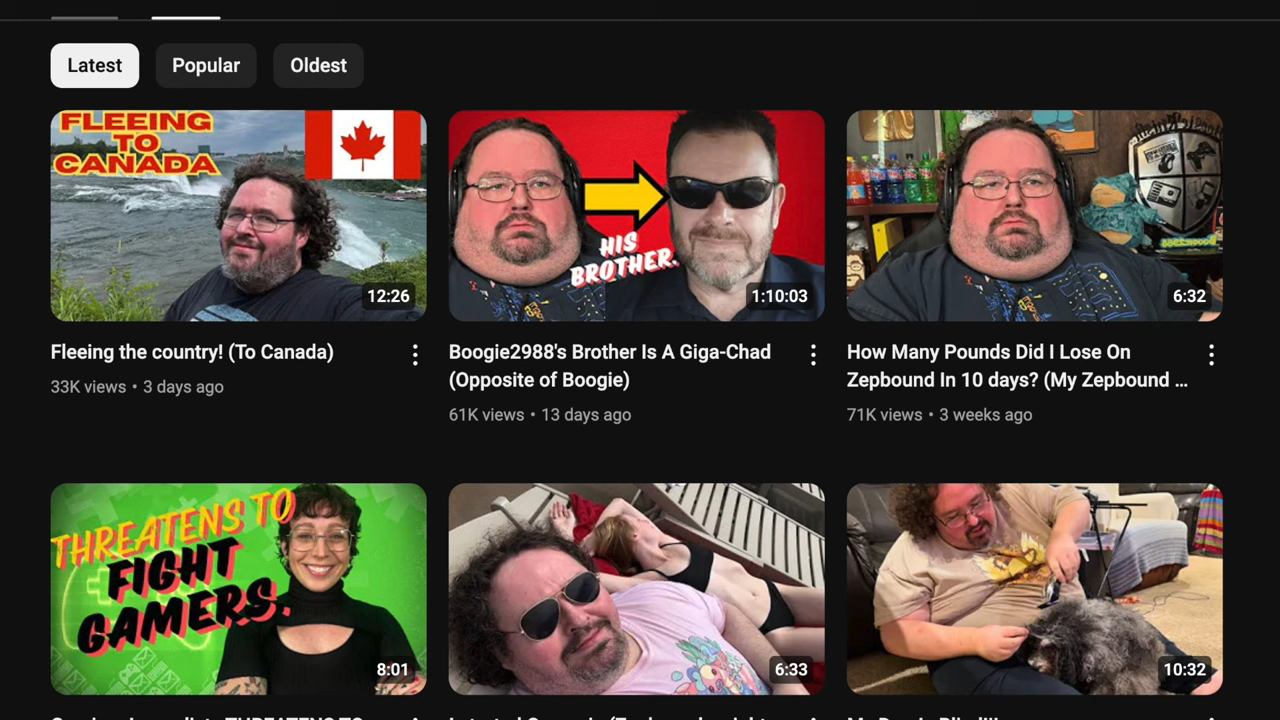 Latest
Popular
Oldest
FLEEING
TO
CANADA
12:26
HIS
BROTHER.
1:10:03
6:32
Fleeing the country! (To Canada)
33K views • 3 days ago
Boogie2988's Brother Is A Giga-Chad
(Opposite of Boogie)
61K views • 13 days ago
How Many Pounds Did I Lose On
Zepbound In 10 days? (My Zepbound ...
71K views • 3 weeks ago
THREATENS TO
FIGHT
GAMERS.
8:01
6:33
10:32